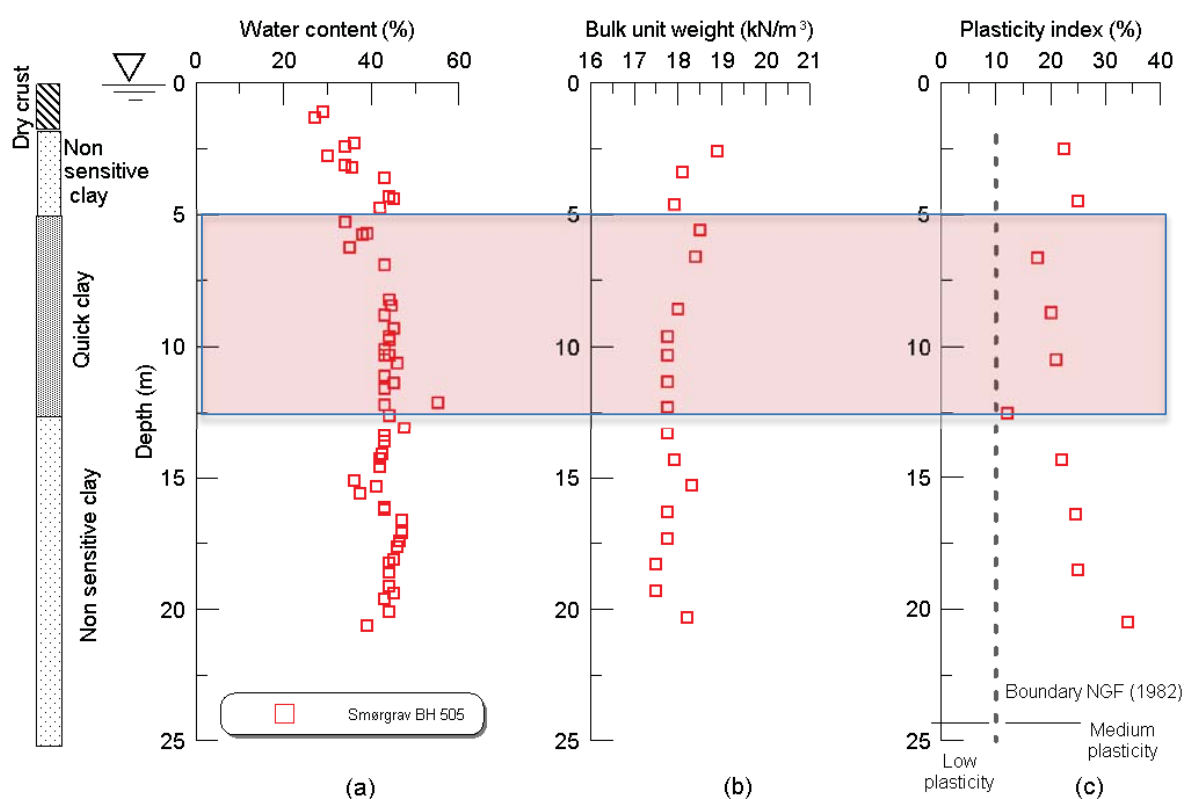 Water content (%)
0 20 40 60
Bulk unit weight (kN/m³)
16 17 18 19 20 21
Plasticity index (%)
0 10 20 30 40
Dry crust
Non
sensitive
clay
Quick clay
Non sensitive clay
Depth (m)
0
5
10
15
20
25
0
5
10
15
20
25
0
5
10
15
20
25
Smørgrav BH 505
Boundary NGF (1982)
Medium
plasticity
Low
plasticity
(a)
(b)
(c)